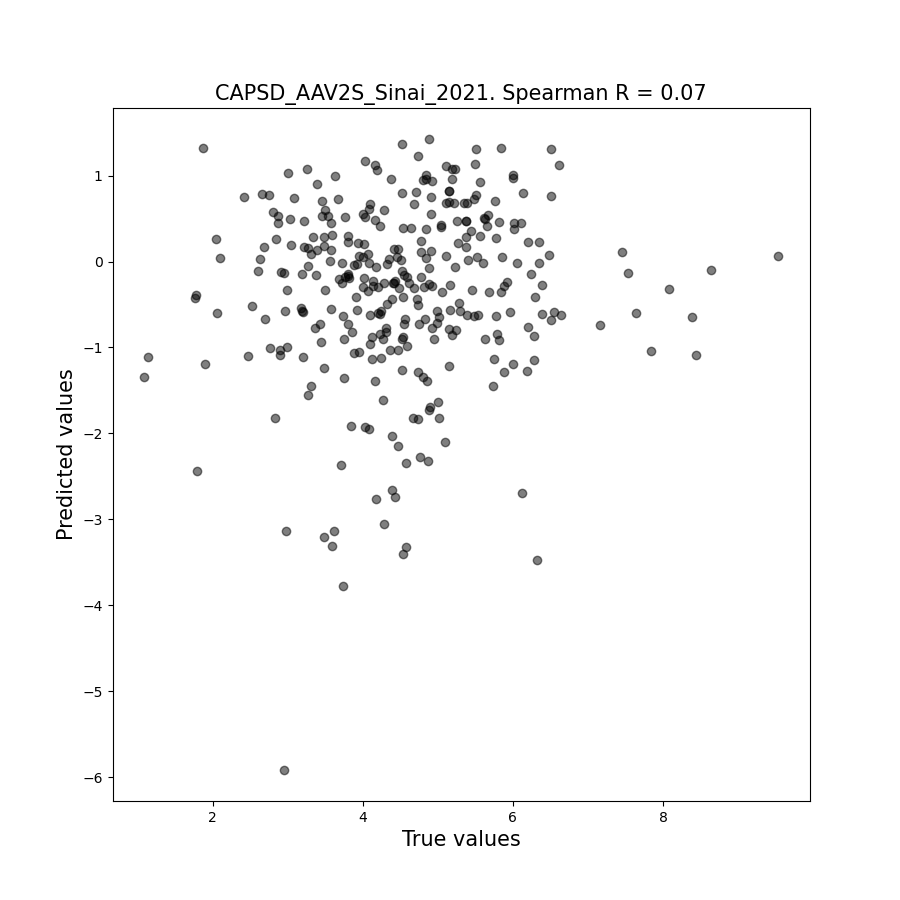 CAPSD_AAV2S_Sinai_2021. Spearman R = 0.07
1
0
−1
−2
−3
−4
−5
−6
Predicted values
2 4 6 8
True values